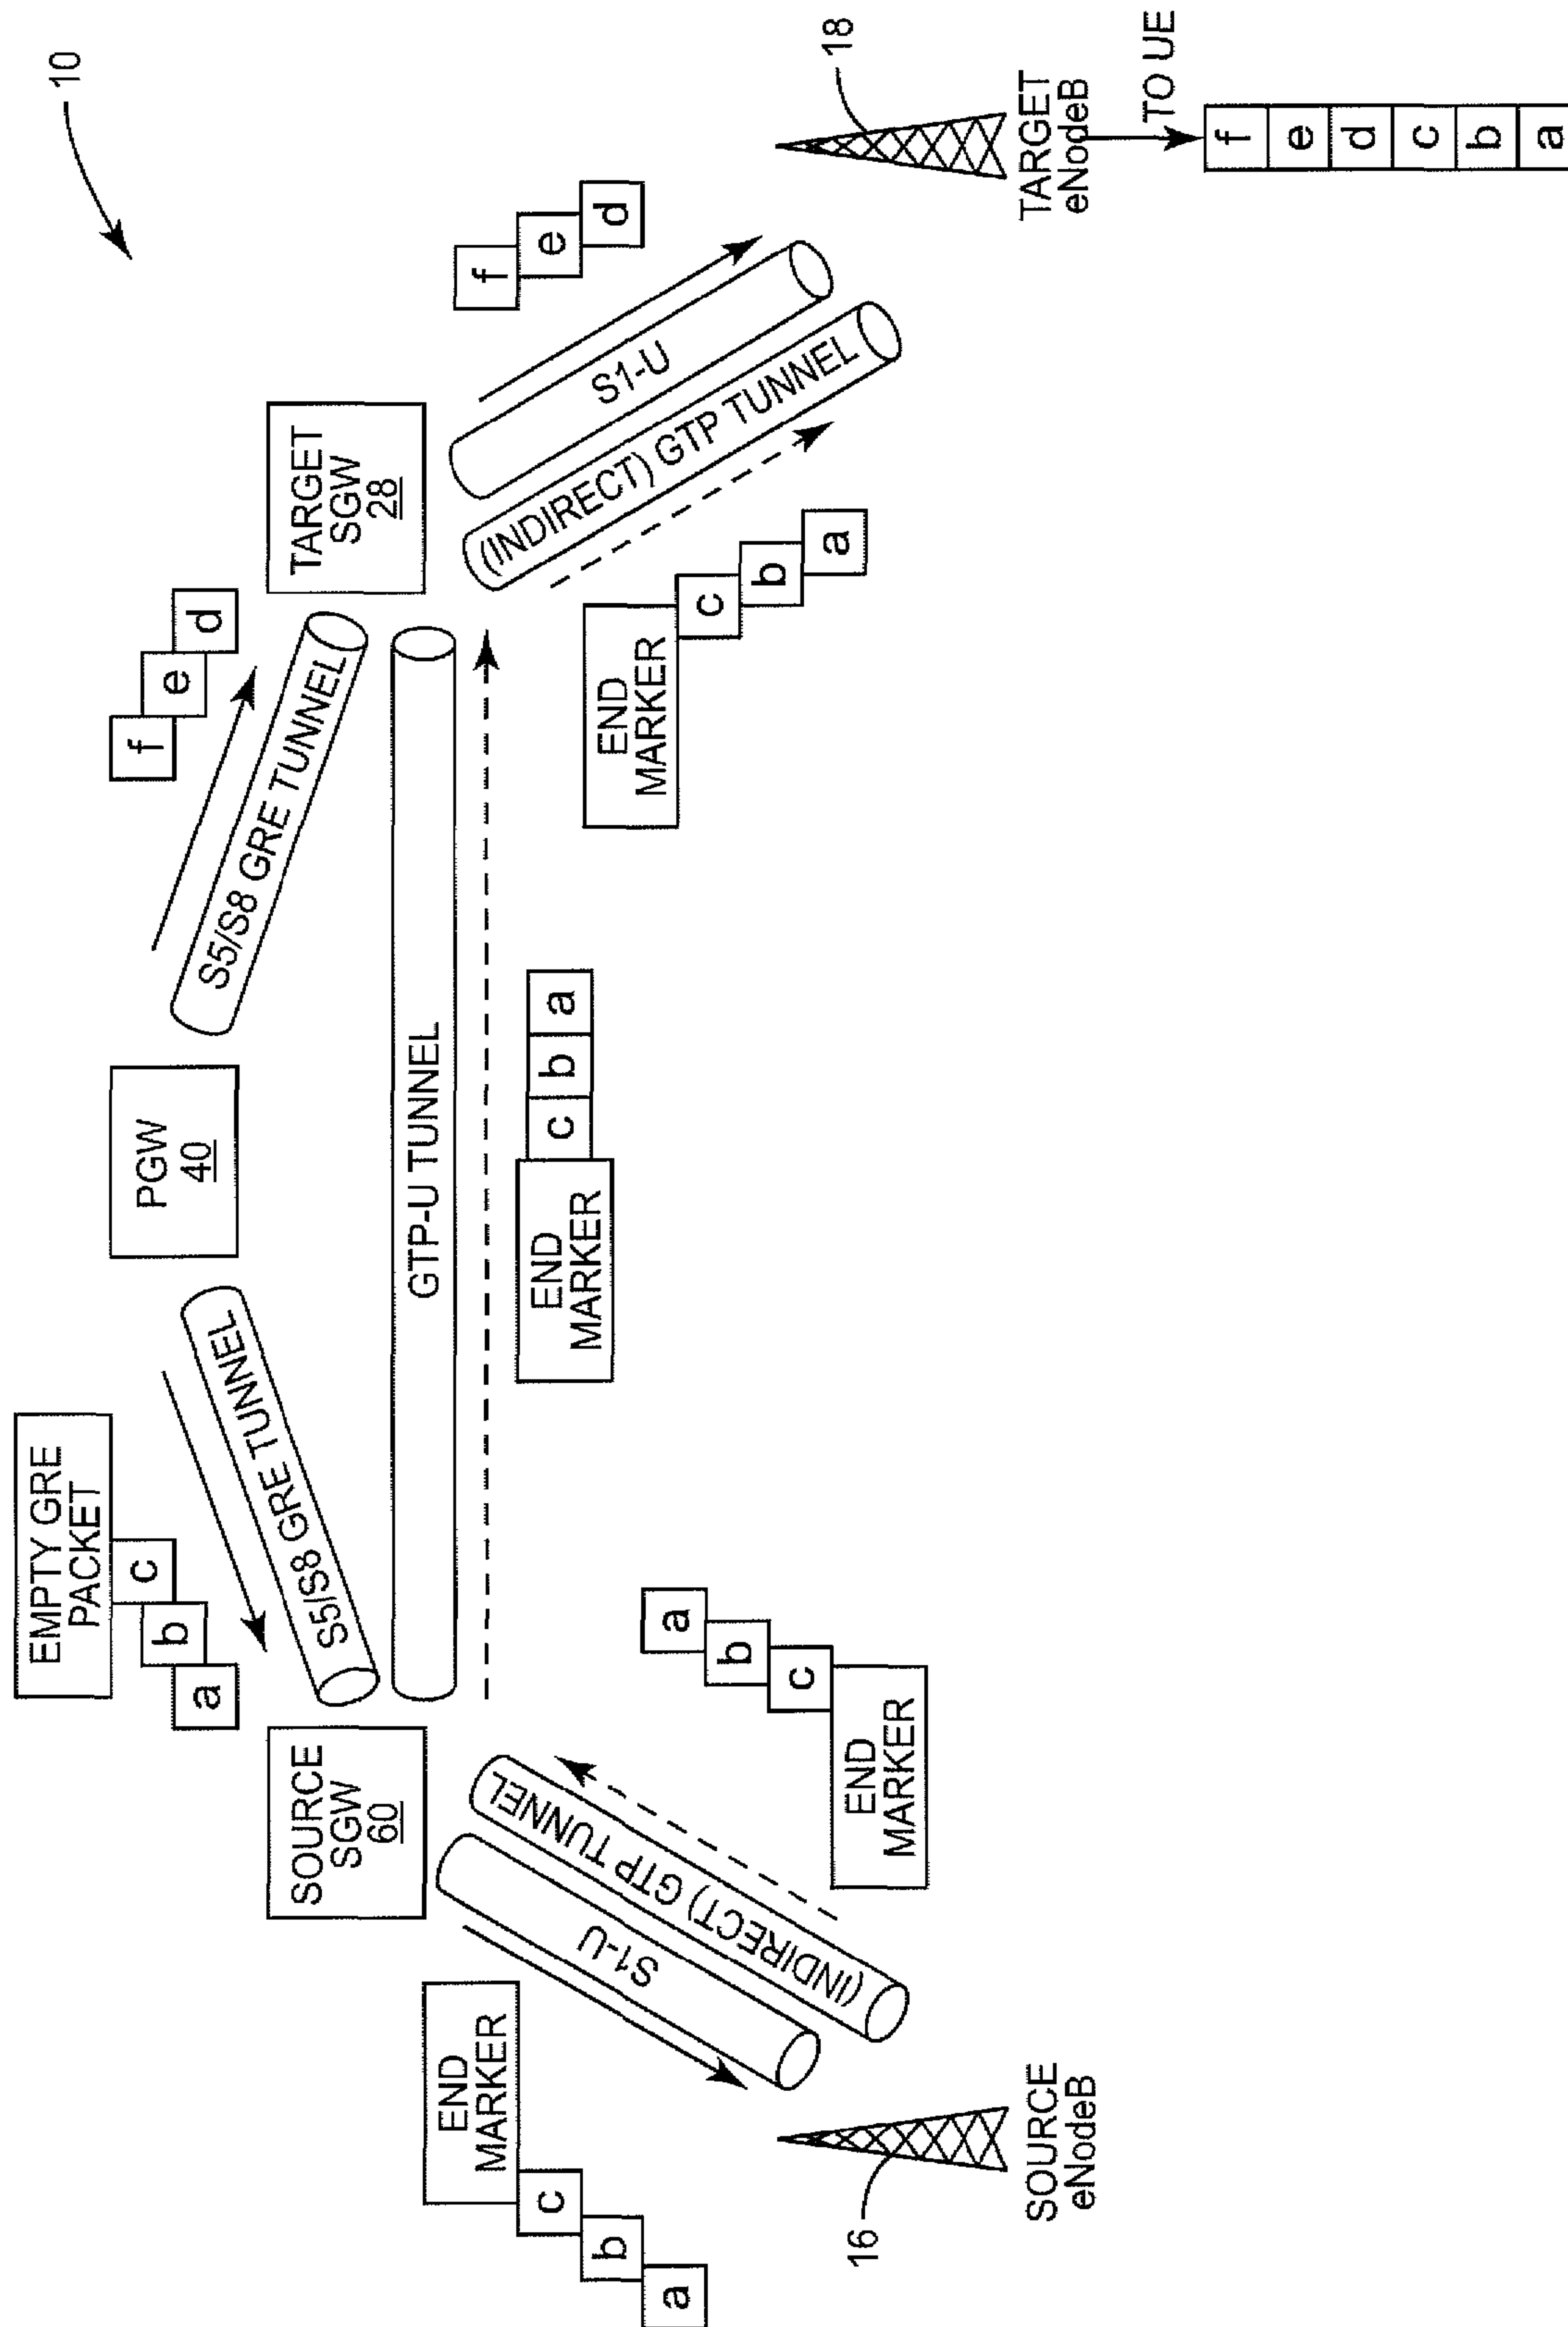 10
EMPTY GRE
PACKET
c
b
a
PGW
40
f
e
d
S5/S8 GRE TUNNEL
S5/S8 GRE TUNNEL
SOURCE
SGW
60
TARGET
SGW
28
GTP-U TUNNEL
END
MARKER
c
b
a
S1-U
(INDIRECT) GTP TUNNEL
END
MARKER
c b a
S1-U
(INDIRECT) GTP TUNNEL
f
e
d
a
b
c
END
MARKER
END
MARKER
c
b
a
16
SOURCE
eNodeB
18
TARGET
eNodeB
TO UE
f
e
d
c
b
a